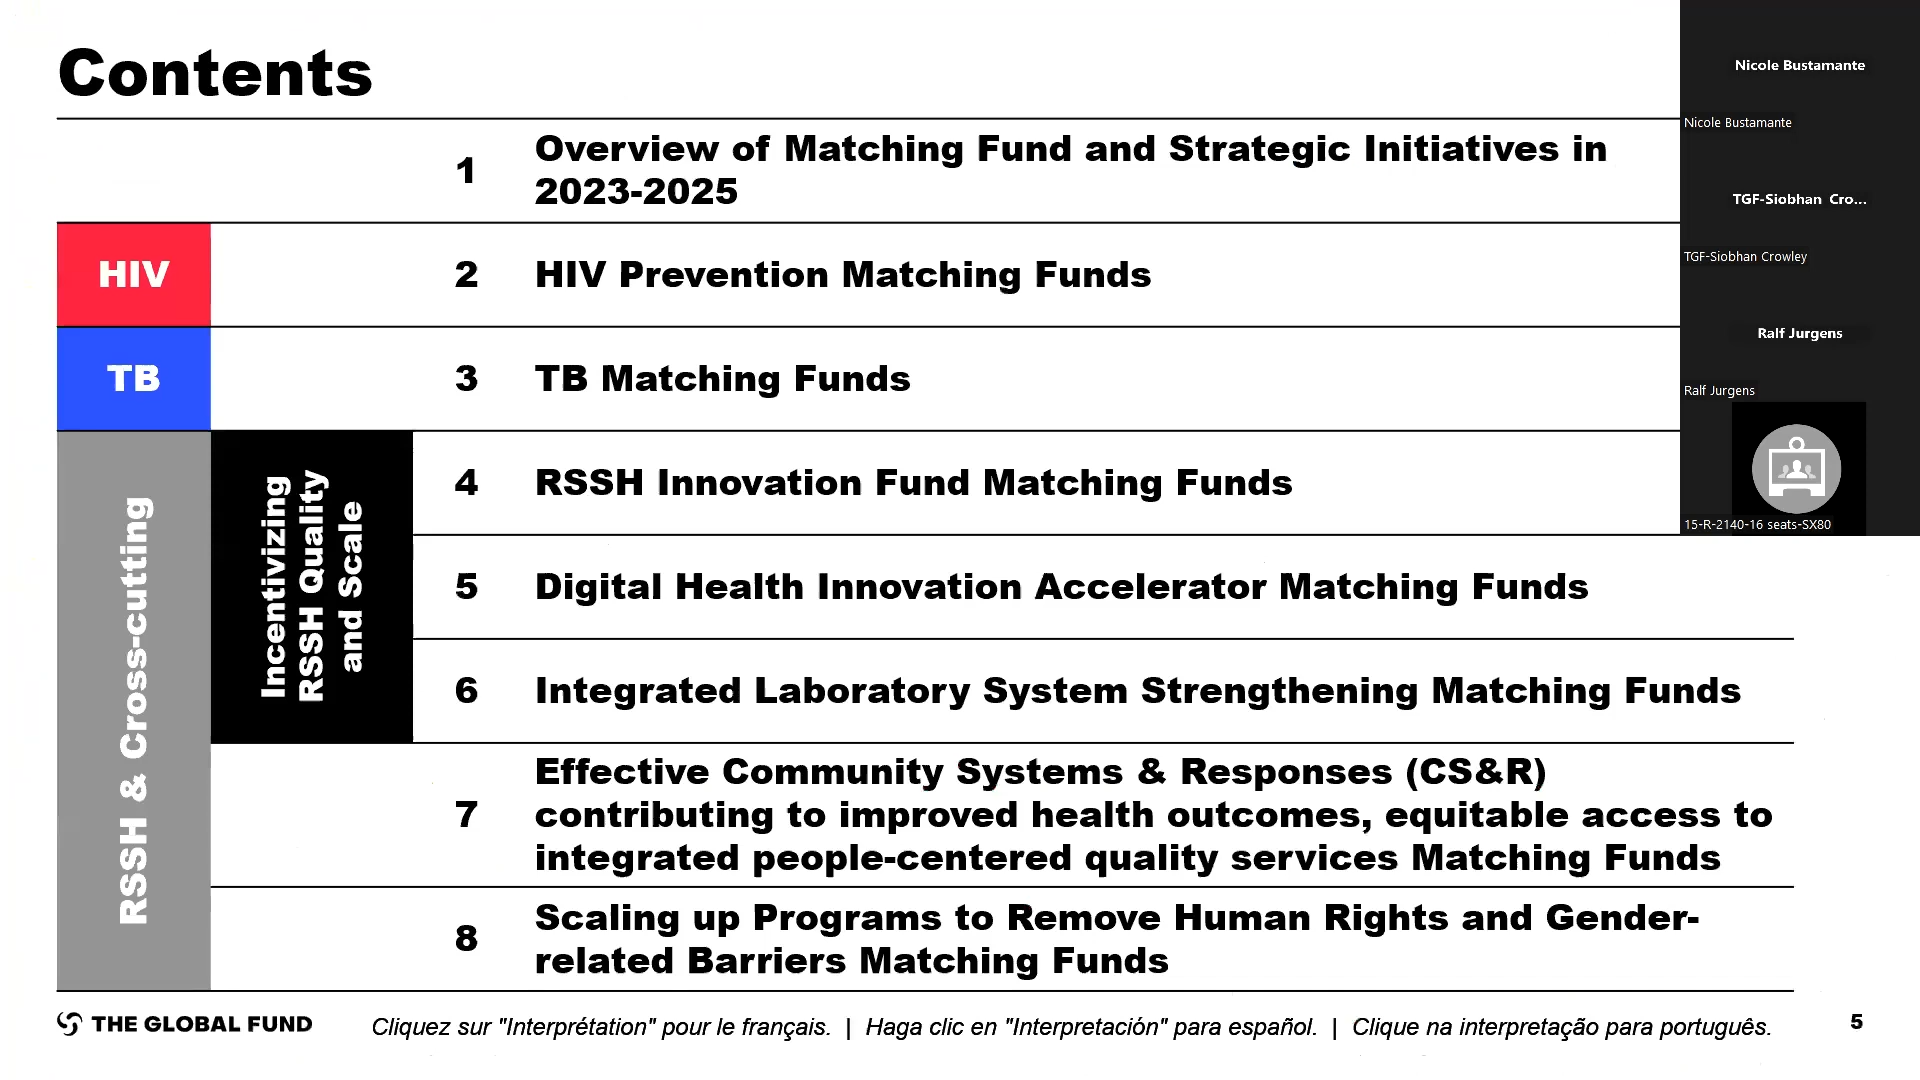 Contents
1
Overview of Matching Fund and Strategic Initiatives in
2023-2025
HIV
2
HIV Prevention Matching Funds
TB
3
TB Matching Funds
RSSH & Cross-cutting
Incentivizing
RSSH Quality
and Scale
4
RSSH Innovation Fund Matching Funds
5
Digital Health Innovation Accelerator Matching Funds
6
Integrated Laboratory System Strengthening Matching Funds
7
Effective Community Systems & Responses (CS&R)
contributing to improved health outcomes, equitable access to
integrated people-centered quality services Matching Funds
8
Scaling up Programs to Remove Human Rights and Gender-
related Barriers Matching Funds
THE GLOBAL FUND
Cliquez sur "Interprétation" pour le français. | Haga clic en "Interpretación" para español. | Clique na interpretação para português.
5
Nicole Bustamante
Nicole Bustamante
TGF-Siobhan Cro...
TGF-Siobhan Crowley
Ralf Jurgens
Ralf Jurgens
15-R-2140-16 seats-SX80